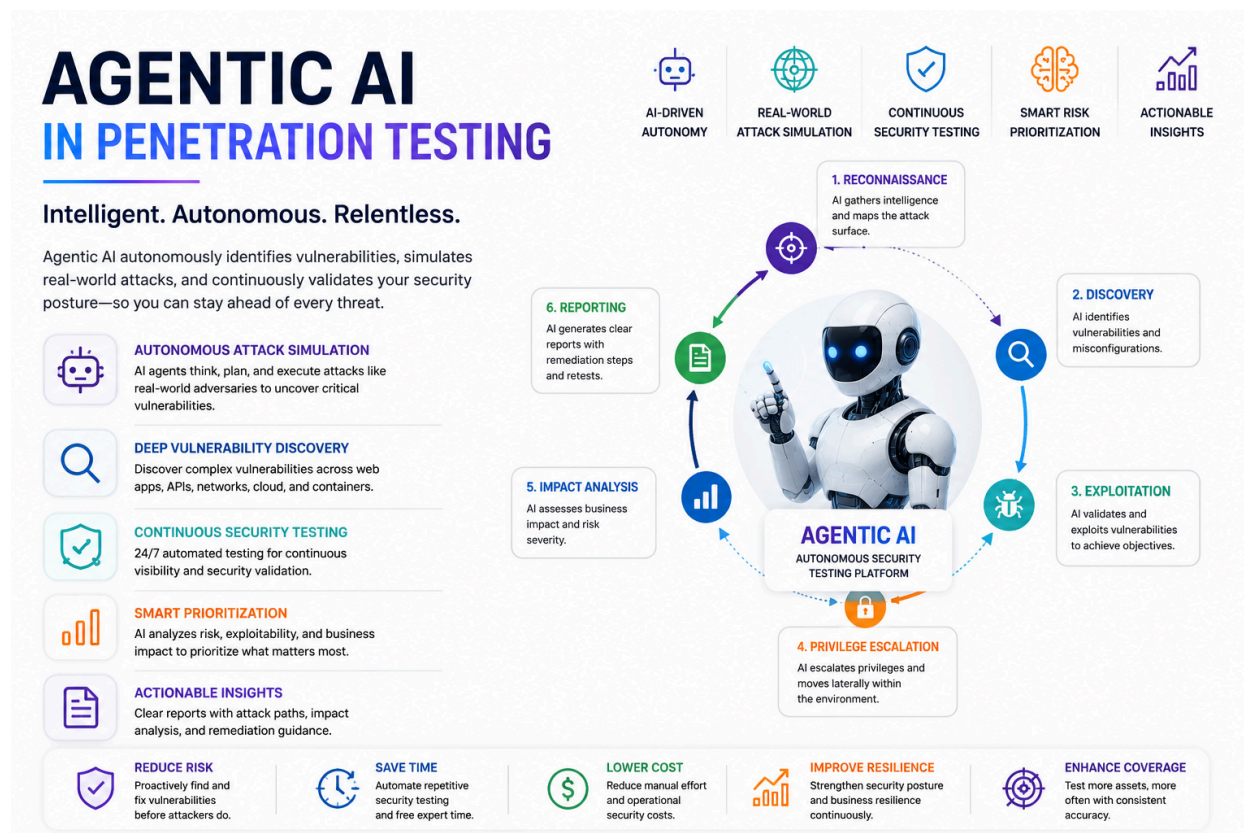 AGENTIC AI
IN PENETRATION TESTING
Intelligent. Autonomous. Relentless.
Agentic AI autonomously identifies vulnerabilities, simulates
real-world attacks, and continuously validates your security
posture—so you can stay ahead of every threat.
AUTONOMOUS ATTACK SIMULATION
AI agents think, plan, and execute attacks like
real-world adversaries to uncover critical
vulnerabilities.
DEEP VULNERABILITY DISCOVERY
Discover complex vulnerabilities across web
apps, APIs, networks, cloud, and containers.
CONTINUOUS SECURITY TESTING
24/7 automated testing for continuous
visibility and security validation.
SMART PRIORITIZATION
AI analyzes risk, exploitability, and business
impact to prioritize what matters most.
ACTIONABLE INSIGHTS
Clear reports with attack paths, impact
analysis, and remediation guidance.
AI-DRIVEN
AUTONOMY
REAL-WORLD
ATTACK SIMULATION
CONTINUOUS
SECURITY TESTING
SMART RISK
PRIORITIZATION
ACTIONABLE
INSIGHTS
1. RECONNAISSANCE
AI gathers intelligence
and maps the attack
surface.
2. DISCOVERY
AI identifies
vulnerabilities and
misconfigurations.
3. EXPLOITATION
AI validates and
exploits vulnerabilities
to achieve objectives.
4. PRIVILEGE ESCALATION
AI escalates privileges and
moves laterally within
the environment.
5. IMPACT ANALYSIS
AI assesses business
impact and risk
severity.
6. REPORTING
AI generates clear
reports with
remediation steps
and retests.
AGENTIC AI
AUTONOMOUS SECURITY
TESTING PLATFORM
REDUCE RISK
Proactively find and
fix vulnerabilities
before attackers do.
SAVE TIME
Automate repetitive
security testing
and free expert time.
LOWER COST
Reduce manual effort
and operational
security costs.
IMPROVE RESILIENCE
Strengthen security posture
and business resilience
continuously.
ENHANCE COVERAGE
Test more assets, more
often with consistent
accuracy.